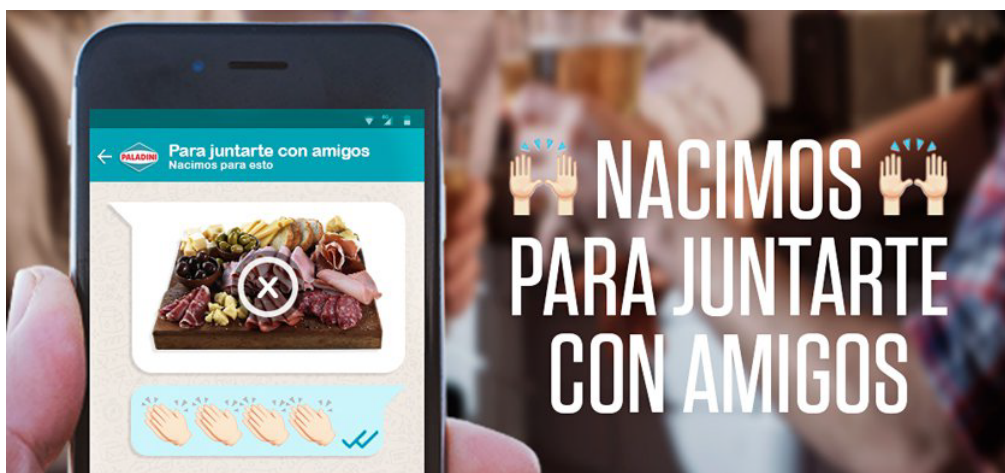 PALADINI
Para juntarte con amigos
Nacimos para esto
NACIMOS
PARA JUNTARTE
CON AMIGOS